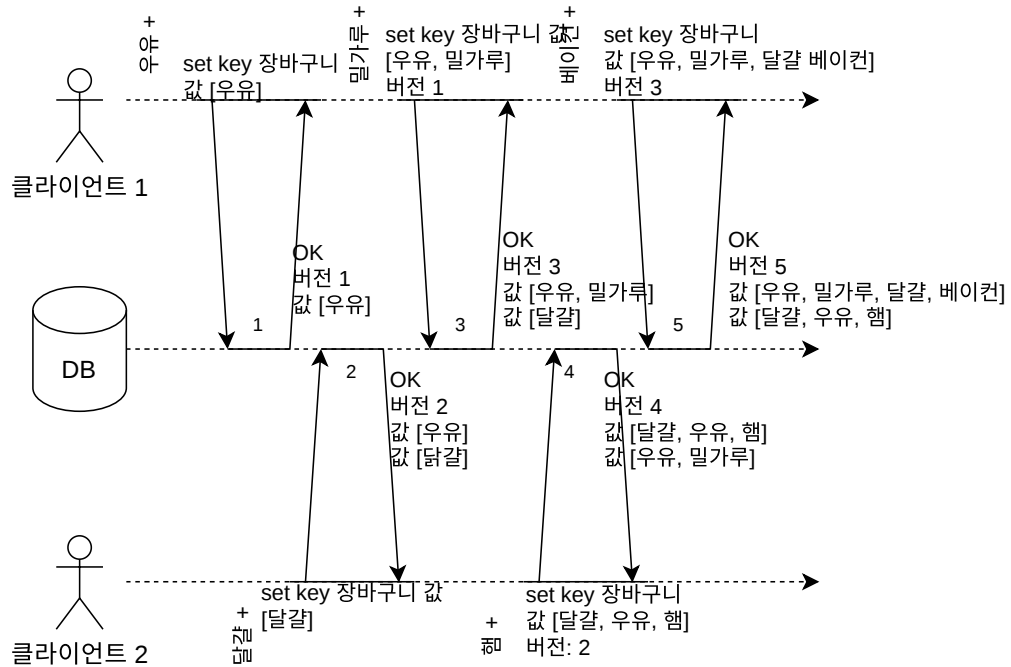 우유 +
set key 장바구니
값 [우유]
밀가루 +
set key 장바구니 값
[우유, 밀가루]
버전 1
베이컨 +
set key 장바구니
값 [우유, 밀가루, 달걀 베이컨]
버전 3
클라이언트 1
OK
버전 1
값 [우유]
OK
버전 3
값 [우유, 밀가루]
값 [달걀]
OK
버전 5
값 [우유, 밀가루, 달걀, 베이컨]
값 [달걀, 우유, 햄]
1
3
5
DB
2
4
OK
버전 2
값 [우유]
값 [닭걀]
OK
버전 4
값 [달걀, 우유, 햄]
값 [우유, 밀가루]
달걀 +
set key 장바구니 값
[달걀]
햄 +
set key 장바구니
값 [달걀, 우유, 햄]
버전: 2
클라이언트 2